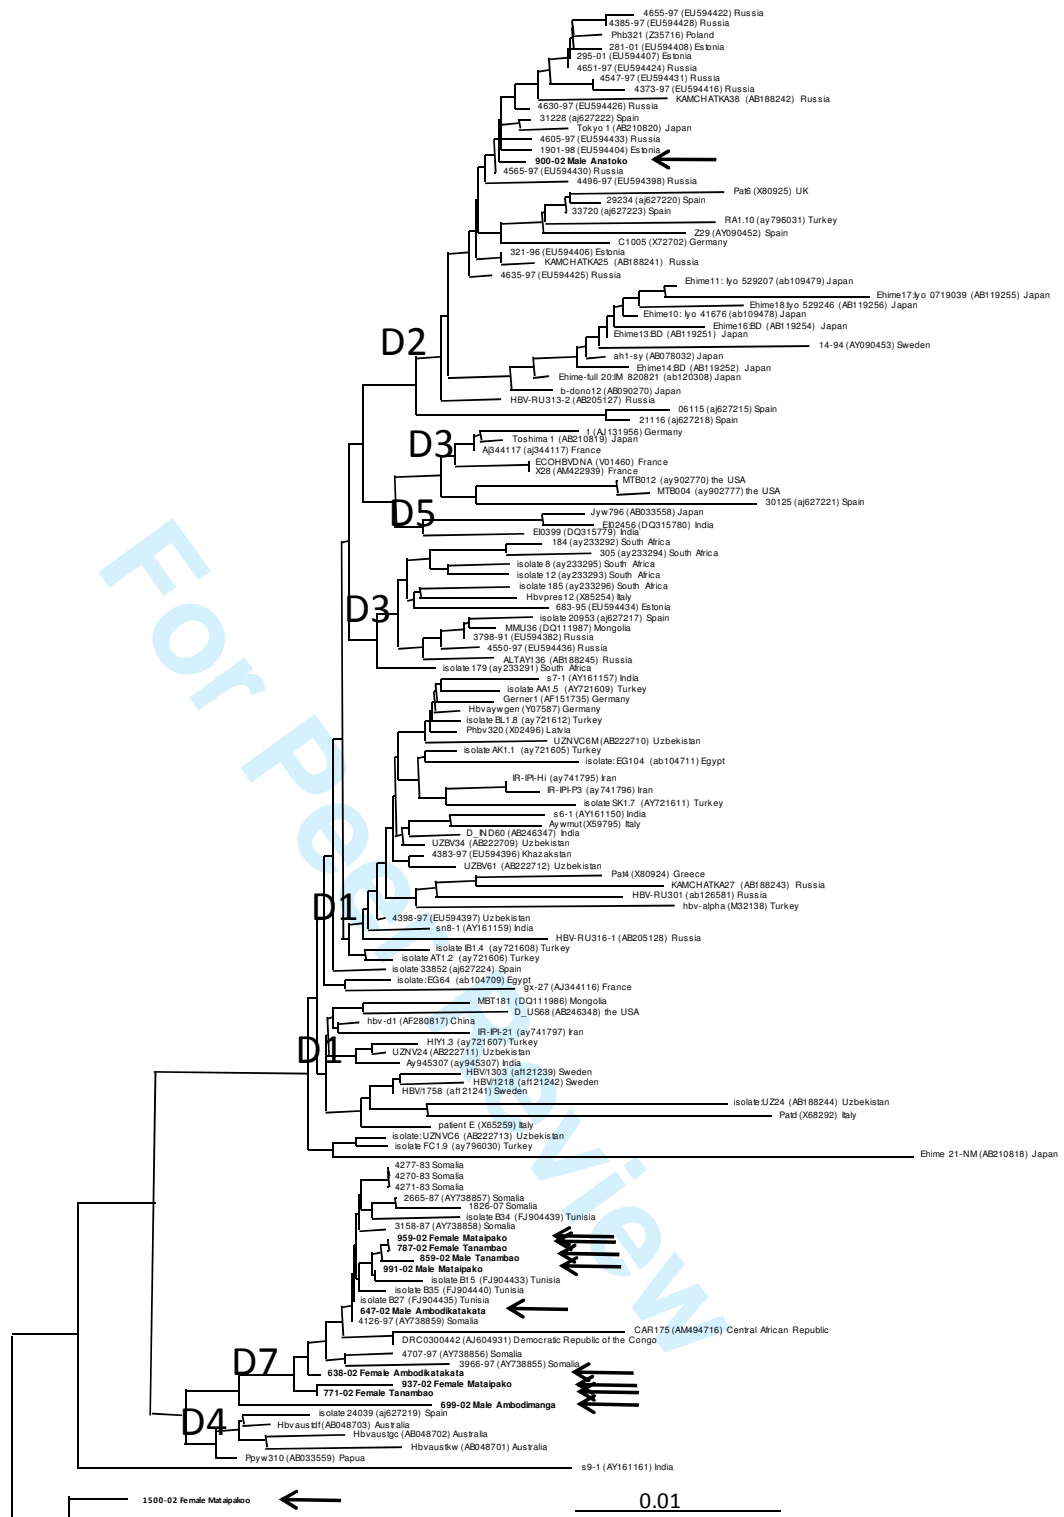 4655-97 (EU594422) Russia
4385-97 (EU594428) Russia
Phb321 (Z35716) Poland
281-01 (EU594408) Estonia
295-01 (EU594407) Estonia
4651-97 (EU594424) Russia
4547-97 (EU594431) Russia
4373-97 (EU594416) Russia
KAMCHATKA38 (AB188242) Russia
4630-97 (EU594426) Russia
31228 (aj627222) Spain
Tokyo 1 (AB210820) Japan
4605-97 (EU594433) Russia
1901-98 (EU594404) Estonia
900-02 Male Anatoko
4565-97 (EU594430) Russia
4496-97 (EU594398) Russia
Pat6 (X80925) UK
29234 (aj627220) Spain
33720 (aj627223) Spain
RA1.10 (ay796031) Turkey
Z29 (AY090452) Spain
C1005 (X72702) Germany
321-96 (EU594406) Estonia
KAMCHATKA25 (AB188241) Russia
4635-97 (EU594425) Russia
Ehime11: Iyo 529207 (ab109479) Japan
Ehime17:Iyo 0719039 (AB119255) Japan
Ehime18:Iyo 529246 (AB119256) Japan
Ehime10: Iyo 41676 (ab109478) Japan
Ehime16:BD (AB119254) Japan
Ehime13:BD (AB119251) Japan
D2
14-94 (AY090453) Sweden
ah1-sy (AB078032) Japan
Ehime14:BD (AB119252) Japan
Ehime-full 20:IM 820821 (ab120308) Japan
b-dono12 (AB090270) Japan
HBV-RU313-2 (AB205127) Russia
06115 (aj627215) Spain
21116 (aj627218) Spain
1 (AJ131956) Germany
D3
Toshima 1 (AB210819) Japan
Aj344117 (aj344117) France
ECOHBVDNA (V01460) France
X28 (AM422939) France
MTB012 (ay902770) the USA
MTB004 (ay902777) the USA
30125 (aj627221) Spain
D5
Jyw796 (AB033558) Japan
EI02456 (DQ315780) India
EI0399 (DQ315779) India
184 (ay233292) South Africa
305 (ay233294) South Africa
isolate 8 (ay233295) South Africa
isolate 12 (ay233293) South Africa
isolate 185 (ay233296) South Africa
Hbvpres12 (X85254) Italy
D3
683-95 (EU594434) Estonia
isolate 20953 (aj627217) Spain
MMU36 (DQ111987) Mongolia
3798-91 (EU594382) Russia
4550-97 (EU594436) Russia
ALTAY136 (AB188245) Russia
isolate 179 (ay233291) South Africa
s7-1 (AY161157) India
isolate AA1.5 (AY721609) Turkey
Gerner1 (AF151735) Germany
Hbvaywgen (Y07587) Germany
isolate BL1.8 (ay721612) Turkey
Phbv320 (X02496) Latvia
UZNVC6M (AB222710) Uzbekistan
isolate AK1.1 (ay721605) Turkey
isolate:EG104 (ab104711) Egypt
IR-IPI-Hi (ay741795) Iran
IR-IPI-P3 (ay741796) Iran
isolate SK1.7 (AY721611) Turkey
s6-1 (AY161150) India
Aywmut (X59795) Italy
D_IND60 (AB246347) India
UZBV34 (AB222709) Uzbekistan
4383-97 (EU594396) Khazakstan
UZBV61 (AB222712) Uzbekistan
Pat4 (X80924) Greece
KAMCHATKA27 (AB188243) Russia
HBV-RU301 (ab126581) Russia
hbv-alpha (M32138) Turkey
D1
4398-97 (EU594397) Uzbekistan
sn8-1 (AY161159) India
HBV-RU316-1 (AB205128) Russia
isolate IB1.4 (ay721608) Turkey
isolate AT1.2 (ay721606) Turkey
isolate 33852 (aj627224) Spain
isolate:EG64 (ab104709) Egypt
gx-27 (AJ344116) France
MBT181 (DQ111986) Mongolia
D_US68 (AB246348) the USA
hbv-d1 (AF280817) China
IR-IPI-21 (ay741797) Iran
HIY1.3 (ay721607) Turkey
D1
UZNV24 (AB222711) Uzbekistan
Ay945307 (ay945307) India
HBV/1303 (af121239) Sweden
HBV/1218 (af121242) Sweden
HBV/1758 (af121241) Sweden
isolate:UZ24 (AB188244) Uzbekistan
Patd (X68292) Italy
patient E (X65259) Italy
isolate:UZNVC6 (AB222713) Uzbekistan
isolate FC1.9 (ay796030) Turkey
Ehime 21-NM (AB210818) Japan
4277-83 Somalia
4270-83 Somalia
4271-83 Somalia
2665-87 (AY738857) Somalia
1826-07 Somalia
isolate B34 (FJ904439) Tunisia
3158-87 (AY738858) Somalia
959-02 Female Mataipako
787-02 Female Tanambao
859-02 Male Tanambao
991-02 Male Mataipako
isolate B15 (FJ904433) Tunisia
isolate B35 (FJ904440) Tunisia
isolate B27 (FJ904435) Tunisia
647-02 Male Ambodikatakata
4126-97 (AY738859) Somalia
CAR175 (AM494716) Central African Republic
DRC0300442 (AJ604931) Democratic Republic of the Congo
4707-97 (AY738856) Somalia
D7
3966-97 (AY738855) Somalia
638-02 Female Ambodikatakata
937-02 Female Mataipako
771-02 Female Tanambao
699-02 Male Ambodimanga
D4
isolate 24039 (aj627219) Spain
Hbvaustdf (AB048703) Australia
Hbvaustgc (AB048702) Australia
Hbvaustkw (AB048701) Australia
Ppyw310 (AB033559) Papua
s9-1 (AY161161) India
1500-02 Female Mataipakoo
0.01
For Peer Review